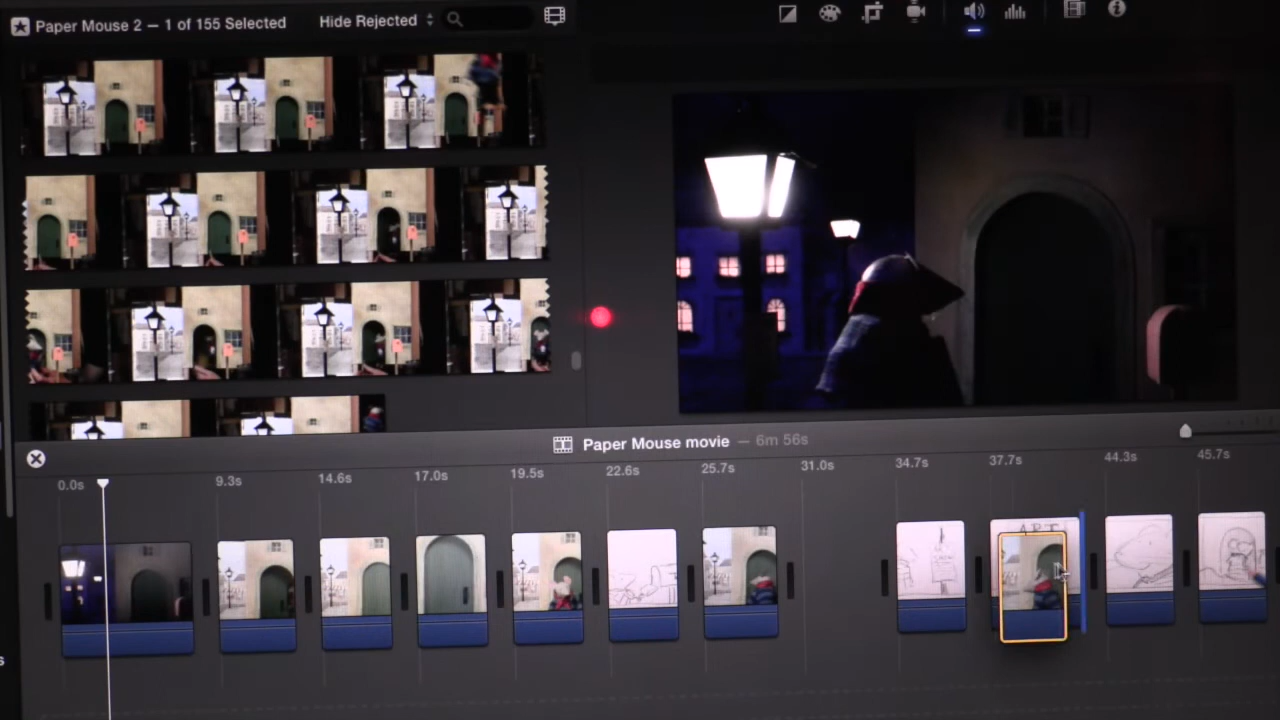 Paper Mouse 2 — 1 of 155 Selected
Hide Rejected
Paper Mouse movie — 6m 56s
0.0s
9.3s
14.6s
17.0s
19.5s
22.6s
25.7s
31.0s
34.7s
37.7s
44.3s
45.7s
ART
s